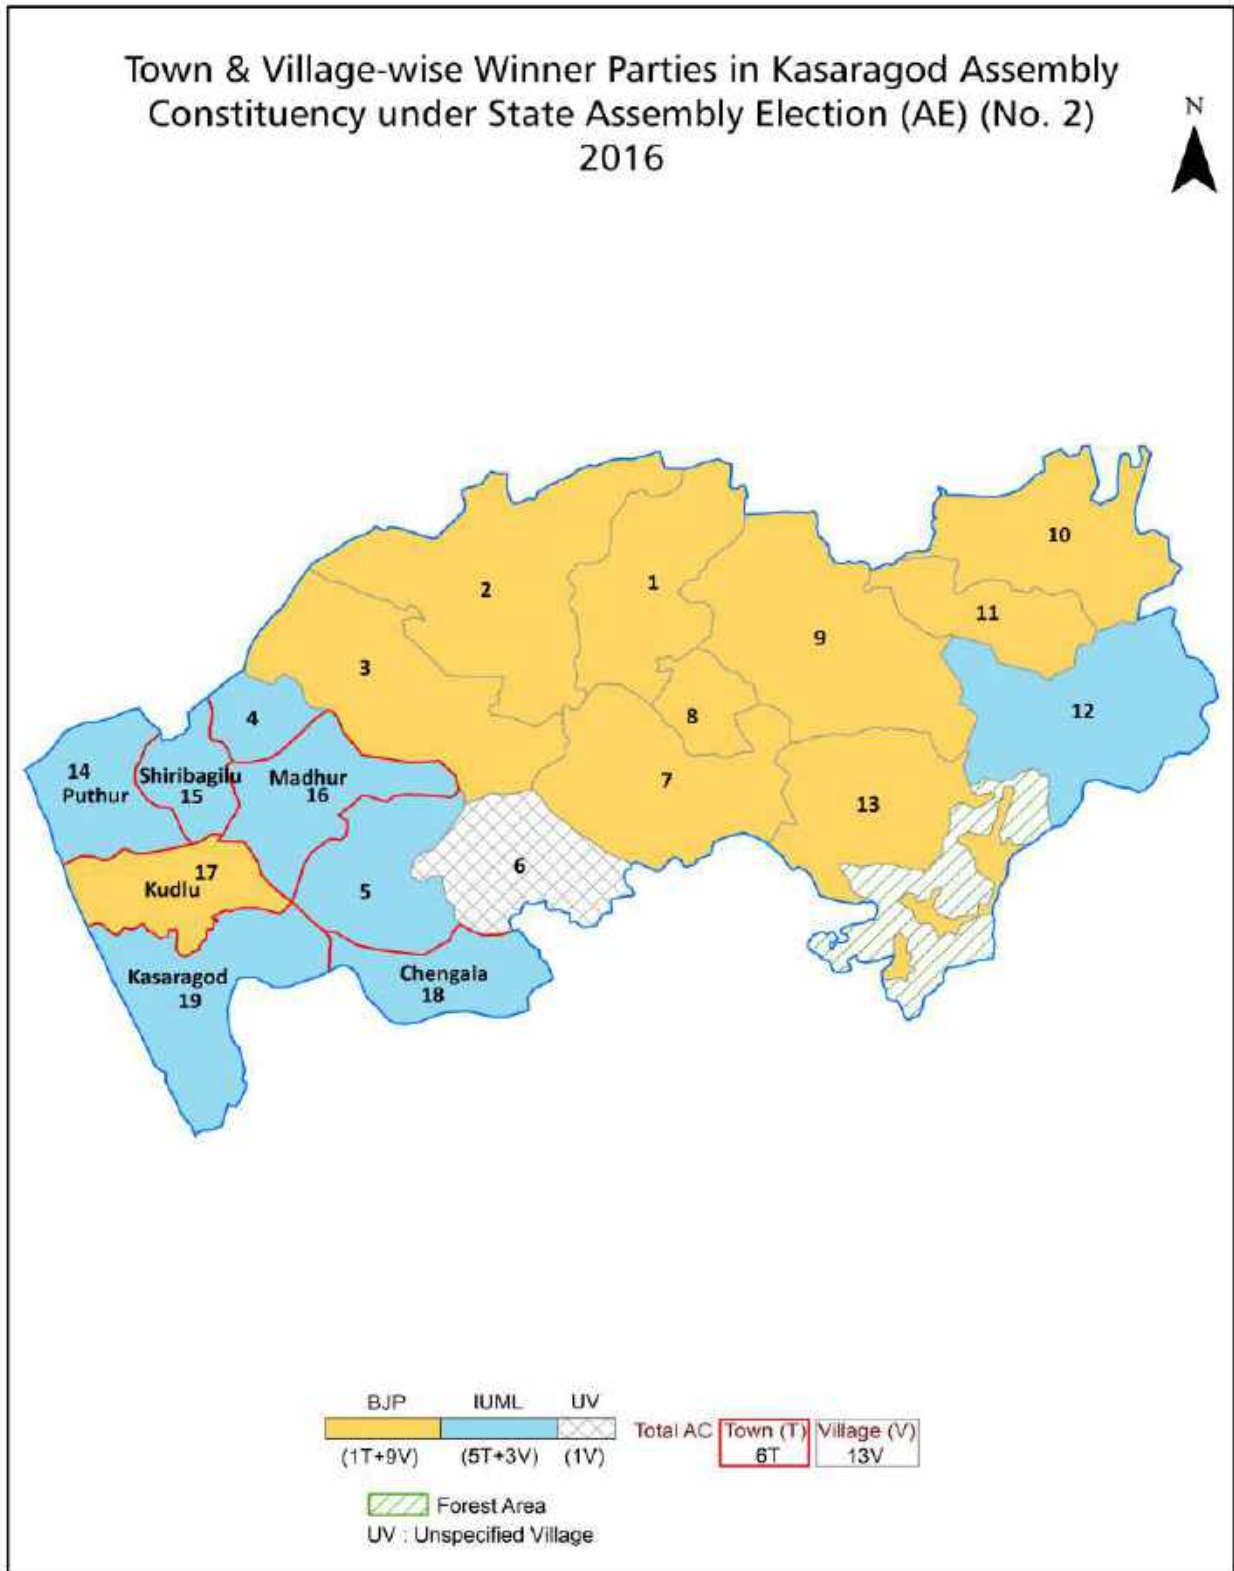 Town & Village-wise Winner Parties in Kasaragod Assembly
Constituency under State Assembly Election (AE) (No. 2)
2016
N
10
2
1
11
9
3
12
4
8
14
Puthur
Shiribagilu
15
Madhur
16
7
13
6
17
Kudlu
5
Kasaragod
19
Chengala
18
BJP IUML UV
(1T+9V) (5T+3V) (1V)
Total AC Town (T) Village (V)
6T 13V
Forest Area
UV : Unspecified Village